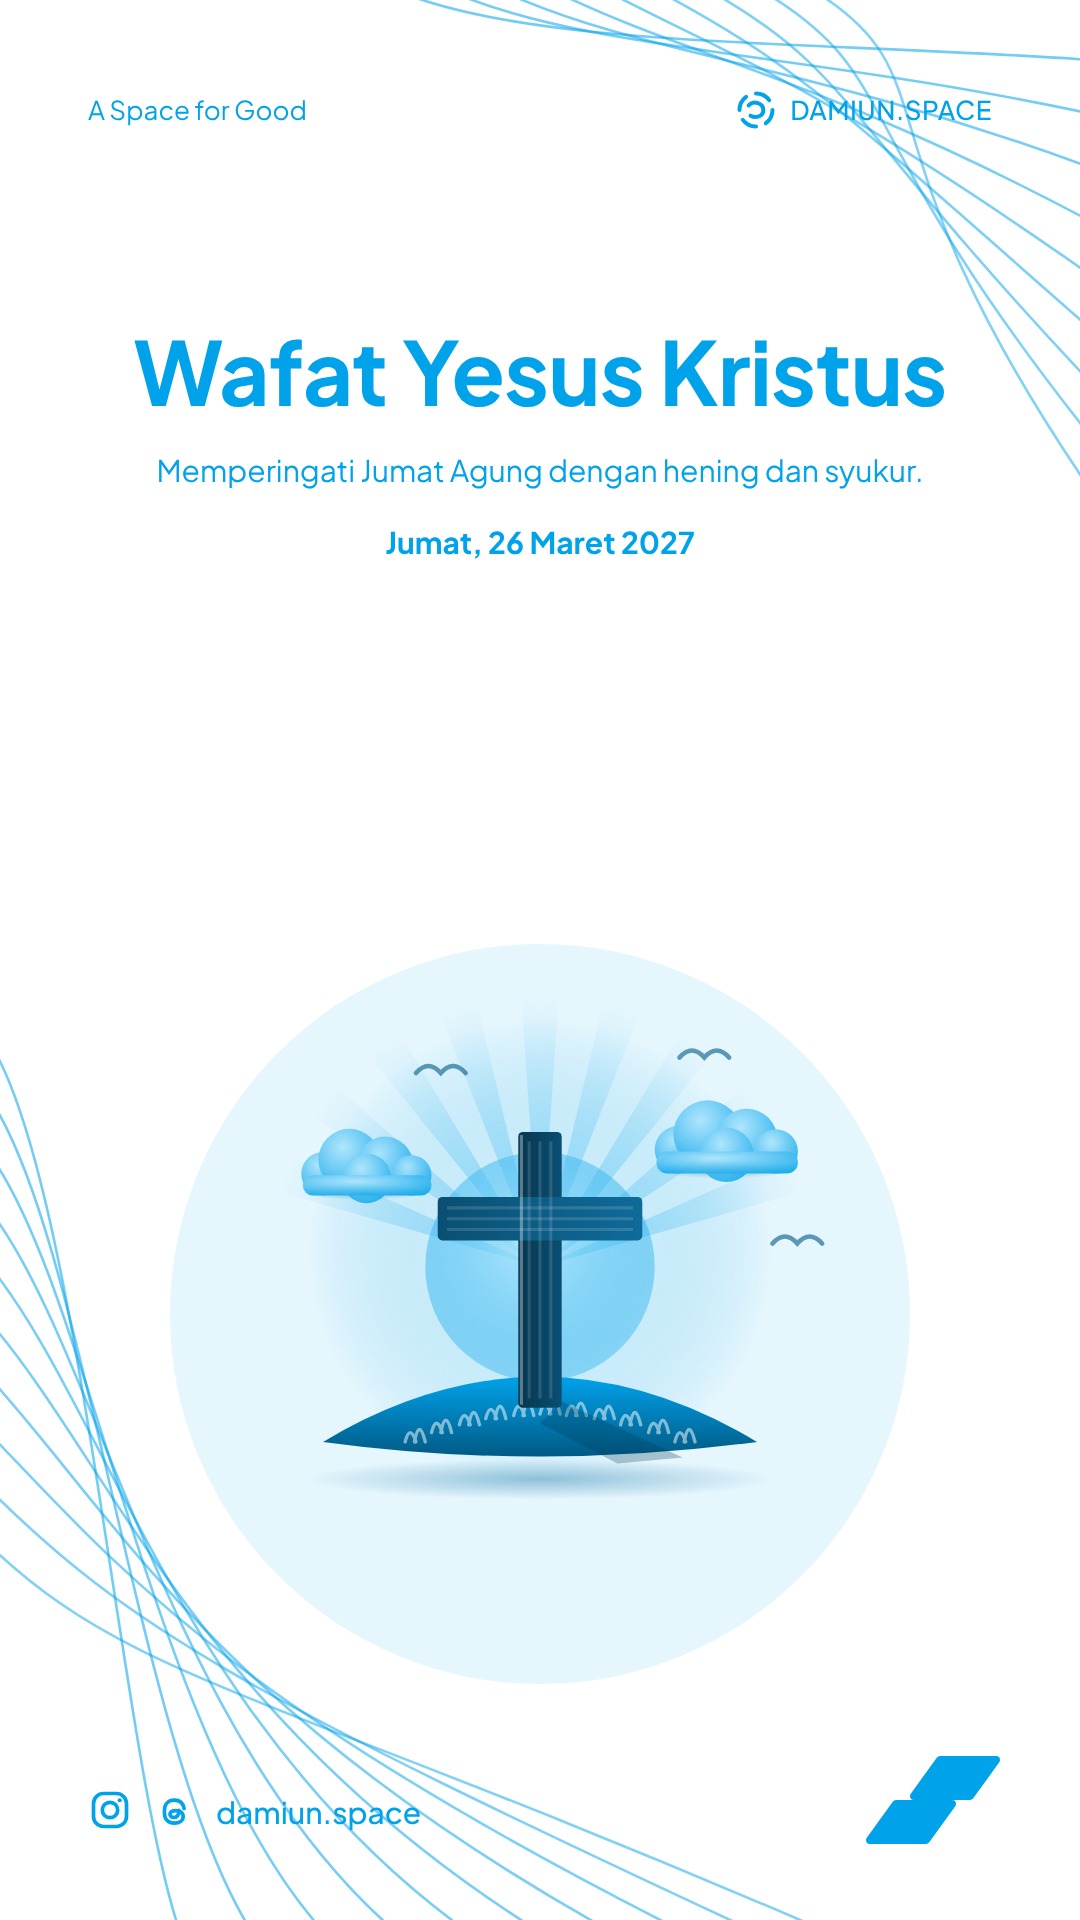 A Space for Good
DAMIUN.SPACE
Wafat Yesus Kristus
Memperingati Jumat Agung dengan hening dan syukur.
Jumat, 26 Maret 2027
damiun.space